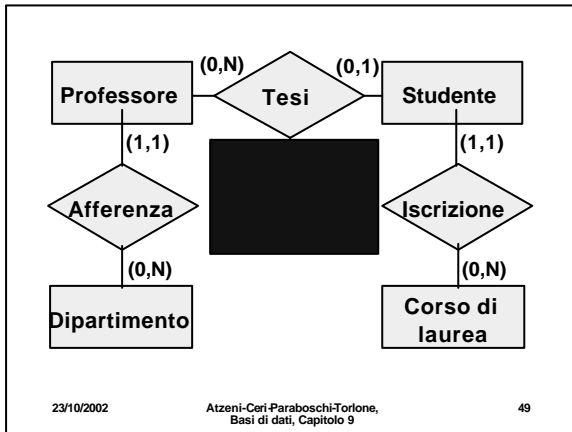 (0,N)
(0,1)
Professore
Tesi
Studente
(1,1)
(1,1)
Afferenza
Iscrizione
(0,N)
(0,N)
Dipartimento
Corso di
laurea
23/10/2002
Atzeni-Ceri-Paraboschi-Torlone,
Basi di dati, Capitolo 9
49